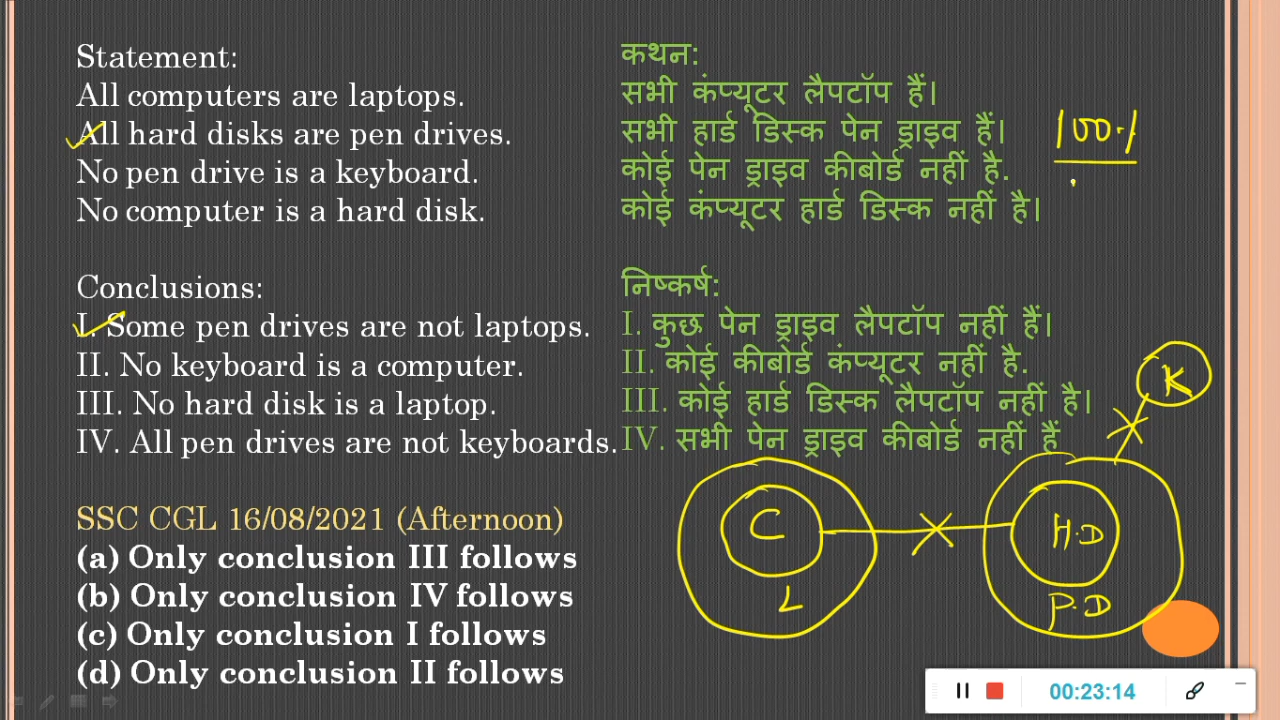 Statement:
All computers are laptops.
All hard disks are pen drives.
No pen drive is a keyboard.
No computer is a hard disk.
Conclusions:
I. Some pen drives are not laptops.
II. No keyboard is a computer.
III. No hard disk is a laptop.
IV. All pen drives are not keyboards.
SSC CGL 16/08/2021 (Afternoon)
(a) Only conclusion III follows
(b) Only conclusion IV follows
(c) Only conclusion I follows
(d) Only conclusion II follows
कथन:
सभी कंप्यूटर लैपटॉप हैं।
सभी हार्ड डिस्क पेन ड्राइव हैं।
कोई पेन ड्राइव कीबोर्ड नहीं है.
कोई कंप्यूटर हार्ड डिस्क नहीं है।
निष्कर्ष:
I. कुछ पेन ड्राइव लैपटॉप नहीं हैं।
II. कोई कीबोर्ड कंप्यूटर नहीं है.
III. कोई हार्ड डिस्क लैपटॉप नहीं है।
IV. सभी पेन ड्राइव कीबोर्ड नहीं हैं
100%
K
C
L
H.D
P.D
00:23:14